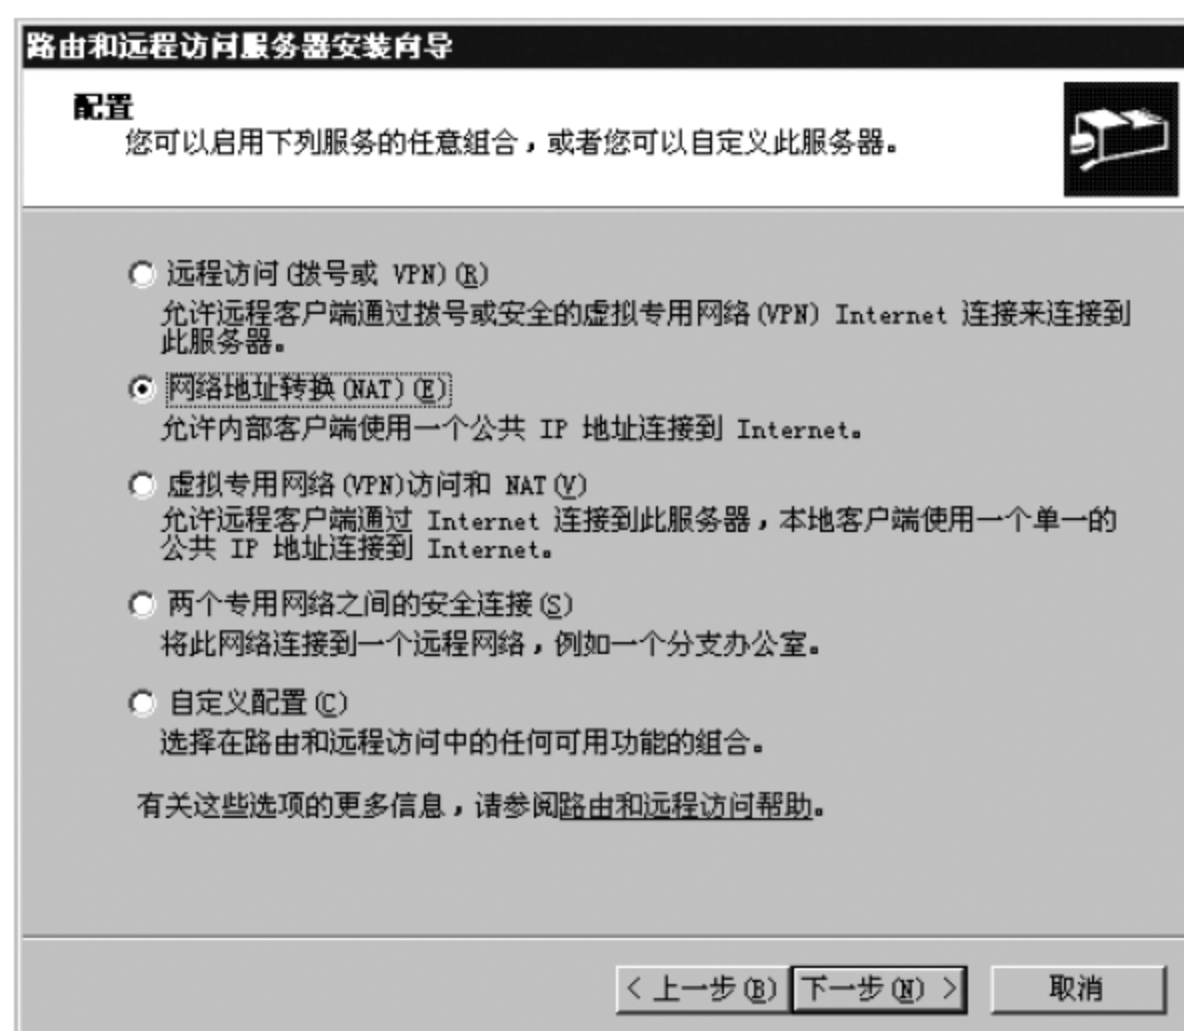 路由和远程访问服务器安装向导
配置
您可以启用下列服务的任意组合，或者您可以自定义此服务器。
远程访问(拨号或 VPN)(R)
允许远程客户端通过拨号或安全的虚拟专用网络(VPN) Internet 连接来连接到
此服务器。
网络地址转换(NAT)(E)
允许内部客户端使用一个公共 IP 地址连接到 Internet。
虚拟专用网络(VPN)访问和 NAT(V)
允许远程客户端通过 Internet 连接到此服务器，本地客户端使用一个单一的
公共 IP 地址连接到 Internet。
两个专用网络之间的安全连接(S)
将此网络连接到一个远程网络，例如一个分支办公室。
自定义配置(C)
选择在路由和远程访问中的任何可用功能的组合。
有关这些选项的更多信息，请参阅路由和远程访问帮助。
< 上一步(B) 下一步(N) > 取消